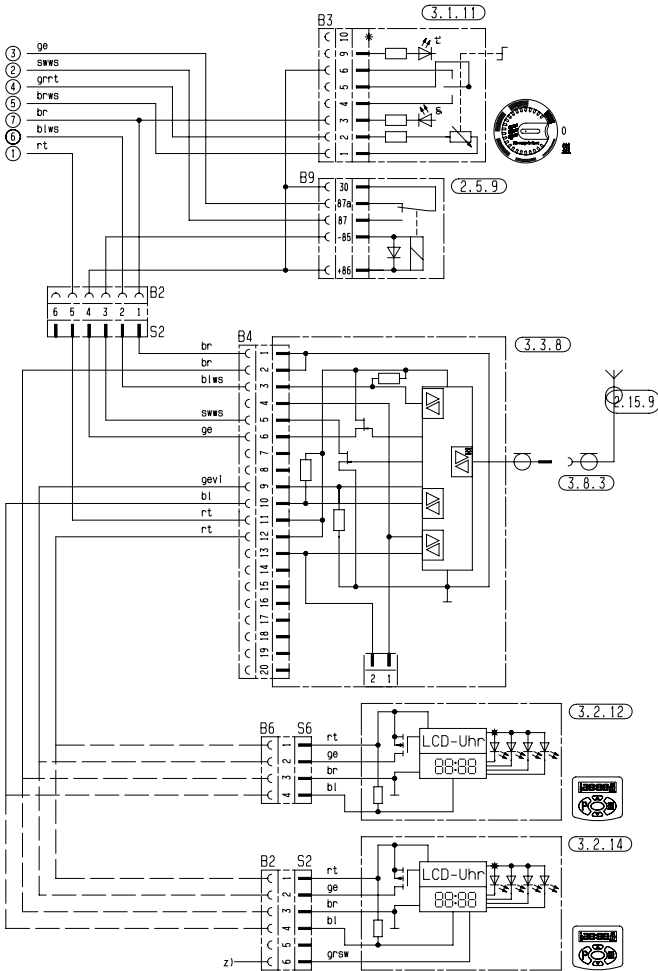 B3
3.1.11
10
9
6
5
4
3
2
1
3 ge
2 swws
4 grrt
5 brws
7 br
6 blws
1 rt
0
B9
2.5.9
30
87a
87
-85
+86
B2
6 5 4 3 2 1
S2
B4
3.3.8
br
br
blws
swws
ge
gevi
bl
rt
rt
1
2
3
4
5
6
7
8
9
10
11
12
13
14
15
16
17
18
19
20
2 1
2.15.9
3.8.3
B6 S6
3.2.12
1 rt
2 ge
3 br
4 bl
LCD-Uhr
88:88
P
B2 S2
3.2.14
1 rt
2 ge
3 br
4 bl
5
z) 6 grsw
LCD-Uhr
88:88
P